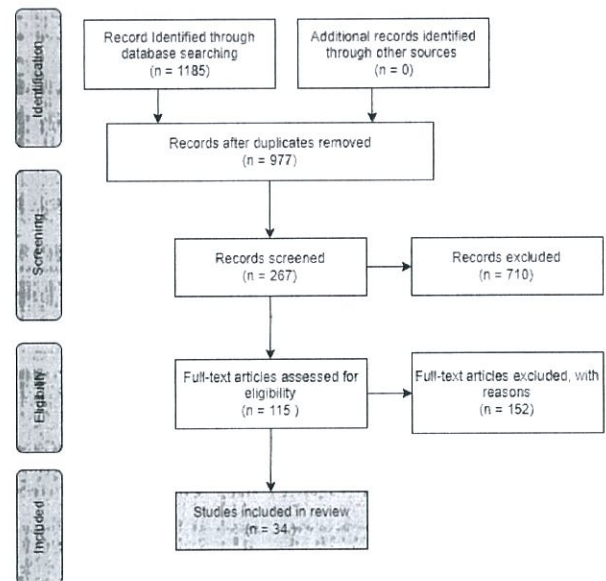 Identification
Record Identified through
database searching
(n = 1185)
Additional records identified
through other sources
(n = 0)
Records after duplicates removed
(n = 977)
Screening
Records screened
(n = 267)
Records excluded
(n = 710)
Eligibility
Full-text articles assessed for
eligibility
(n = 115 )
Full-text articles excluded, with
reasons
(n = 152)
Included
Studies included in review
(n = 34)